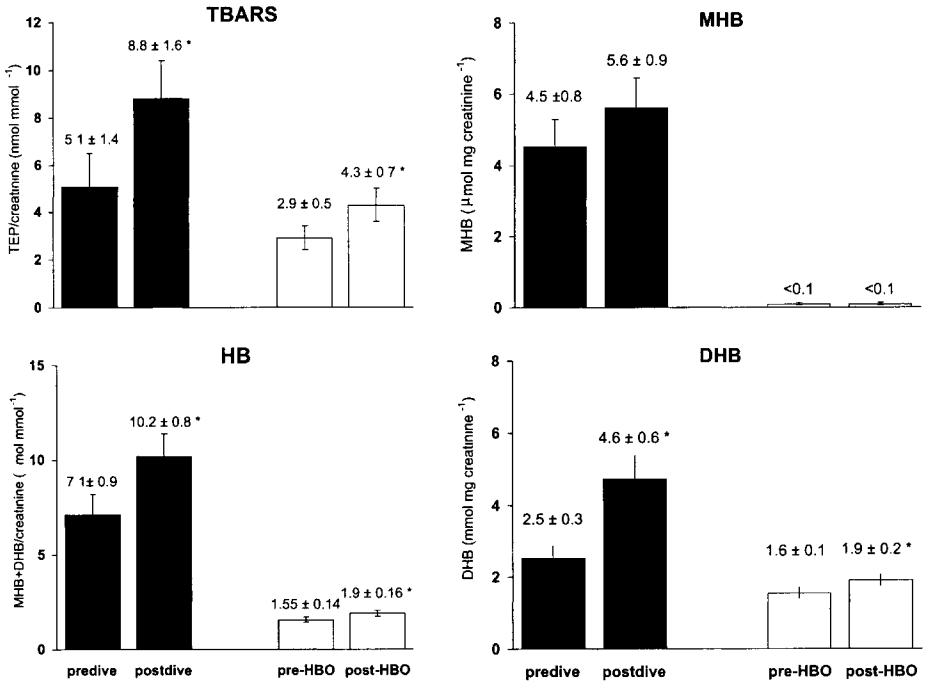 TBARS
TEP/creatinine (nmol mmol -1)
12
10
8
6
4
2
0
5 1 ± 1.4
8.8 ± 1.6 *
2.9 ± 0.5
4.3 ± 0 7 *
MHB
MHB ( μmol mg creatinine -1)
8
6
4
2
0
4.5 ±0.8
5.6 ± 0.9
<0.1
<0.1
HB
MHB+DHB/creatinine ( mol mmol-1)
15
10
5
0
7 1± 0.9
10.2 ± 0.8 *
1.55 ± 0.14
1.9 ± 0.16 *
predive postdive pre-HBO post-HBO
DHB
DHB (mmol mg creatinine -1)
8
6
4
2
0
2.5 ± 0.3
4.6 ± 0.6 *
1.6 ± 0.1
1.9 ± 0.2 *
predive postdive pre-HBO post-HBO